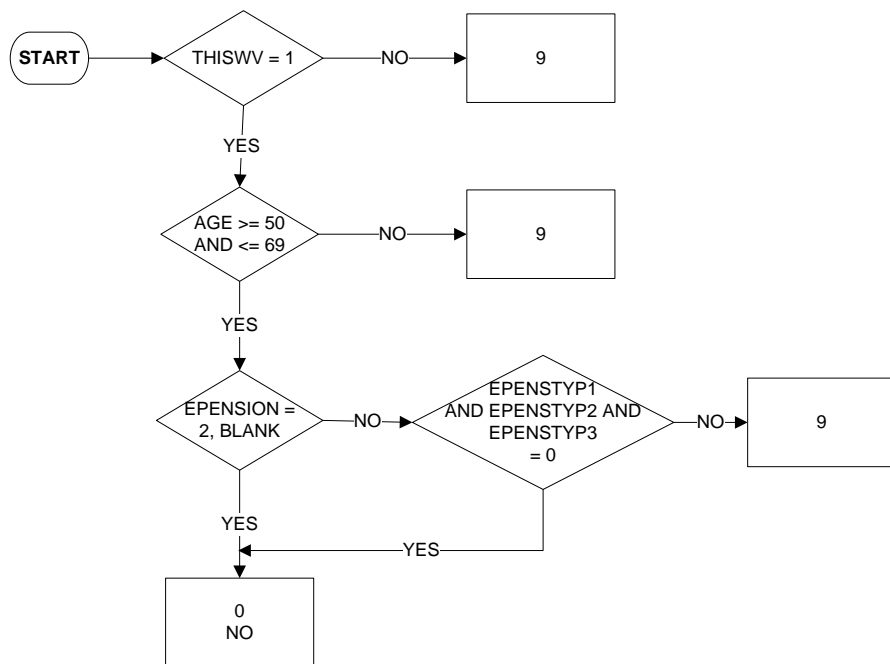 START
THISWV = 1
NO
9
YES
AGE >= 50
AND <= 69
NO
9
YES
EPENSION =
2, BLANK
NO
EPENSTYP1
AND EPENSTYP2 AND
EPENSTYP3
= 0
NO
9
YES
YES
0
NO